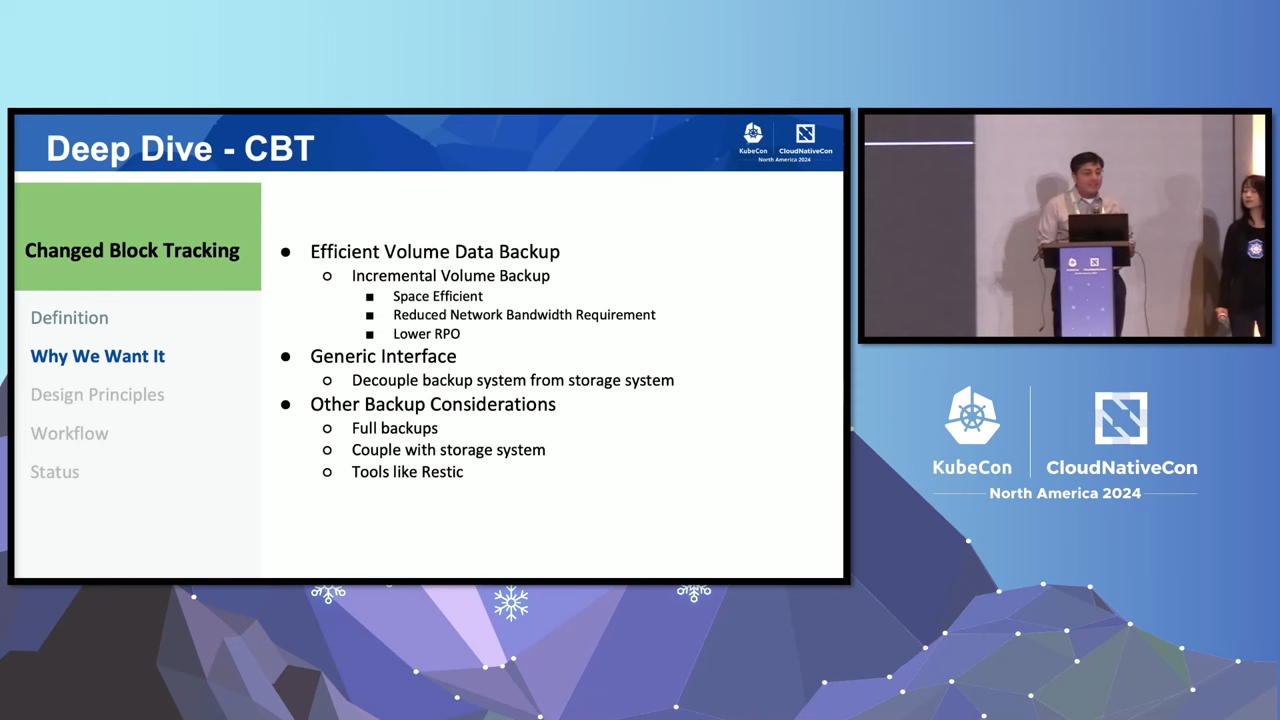 Deep Dive - CBT
KubeCon
CloudNativeCon
North America 2024
Changed Block Tracking
Definition
Why We Want It
Design Principles
Workflow
Status
● Efficient Volume Data Backup
○ Incremental Volume Backup
■ Space Efficient
■ Reduced Network Bandwidth Requirement
■ Lower RPO
● Generic Interface
○ Decouple backup system from storage system
● Other Backup Considerations
○ Full backups
○ Couple with storage system
○ Tools like Restic
KubeCon
CloudNativeCon
North America 2024